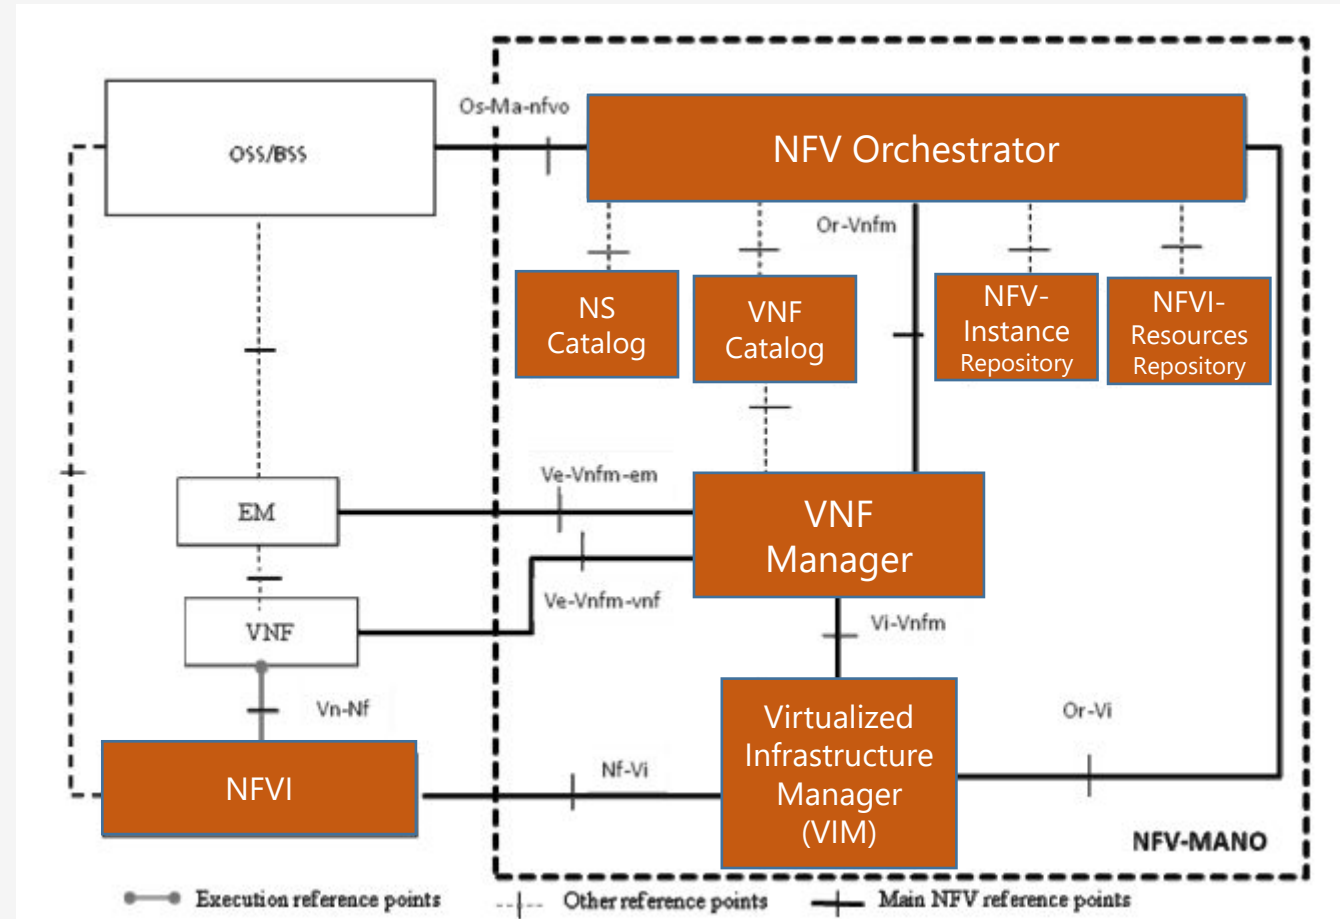 Os-Ma-nfvo
OSS/BSS
NFV Orchestrator
Or-Vnfm
NS
Catalog
VNF
Catalog
NFV-
Instance
Repository
NFVI-
Resources
Repository
Ve-Vnfm-em
EM
VNF
Manager
Ve-Vnfm-vnf
VNF
Vi-Vnfm
Vn-Nf
Virtualized
Infrastructure
Manager
(VIM)
Or-Vi
Nf-Vi
NFVI
NFV-MANO
Execution reference points
Other reference points
Main NFV reference points